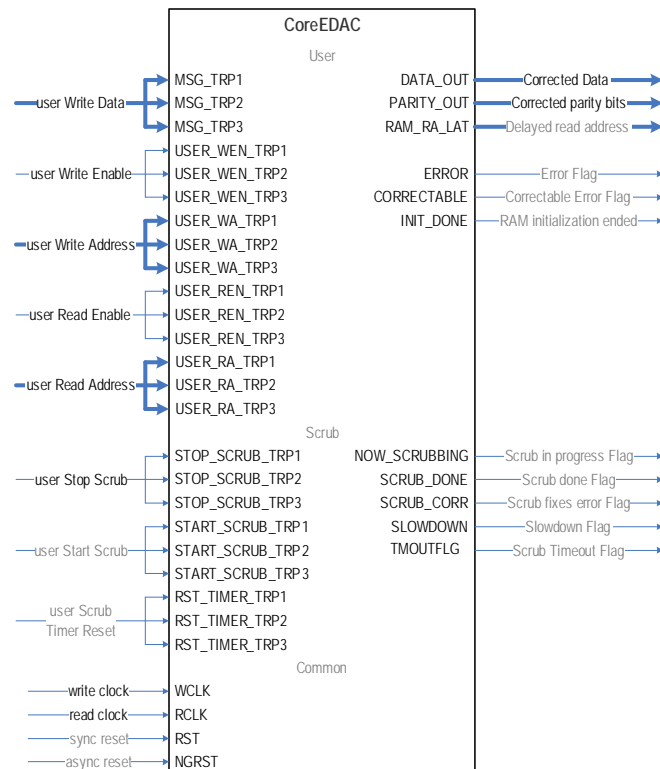 CoreEDAC
User
user Write Data
MSG_TRP1
MSG_TRP2
MSG_TRP3
DATA_OUT
Corrected Data
PARITY_OUT
Corrected parity bits
RAM_RA_LAT
Delayed read address
user Write Enable
USER_WEN_TRP1
USER_WEN_TRP2
USER_WEN_TRP3
ERROR
Error Flag
CORRECTABLE
Correctable Error Flag
INIT_DONE
RAM initialization ended
user Write Address
USER_WA_TRP1
USER_WA_TRP2
USER_WA_TRP3
user Read Enable
USER_REN_TRP1
USER_REN_TRP2
USER_REN_TRP3
user Read Address
USER_RA_TRP1
USER_RA_TRP2
USER_RA_TRP3
Scrub
user Stop Scrub
STOP_SCRUB_TRP1
STOP_SCRUB_TRP2
STOP_SCRUB_TRP3
NOW_SCRUBBING
Scrub in progress Flag
SCRUB_DONE
Scrub done Flag
SCRUB_CORR
Scrub fixes error Flag
SLOWDOWN
Slowdown Flag
TMOUTFLG
Scrub Timeout Flag
user Start Scrub
START_SCRUB_TRP1
START_SCRUB_TRP2
START_SCRUB_TRP3
user Scrub
Timer Reset
RST_TIMER_TRP1
RST_TIMER_TRP2
RST_TIMER_TRP3
Common
write clock
WCLK
read clock
RCLK
sync reset
RST
async reset
NGRST